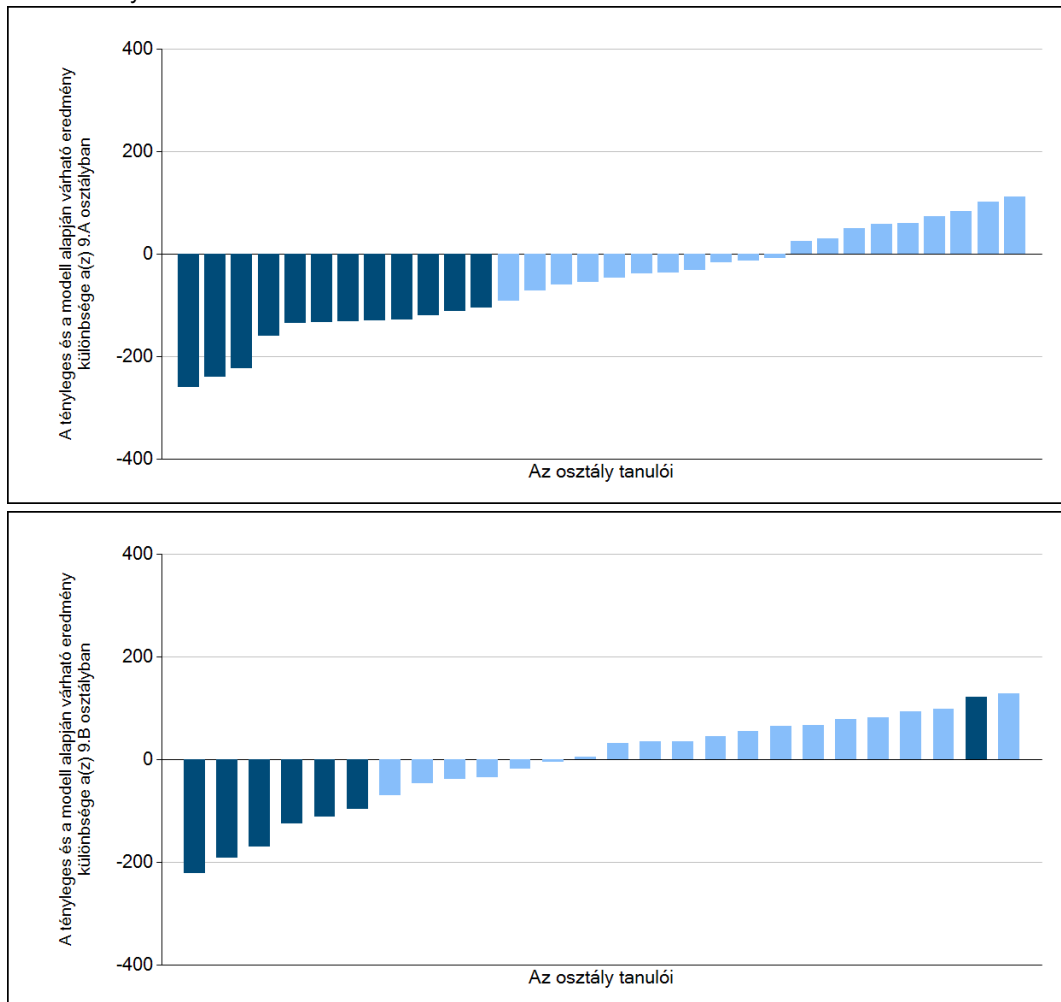 400
200
0
-200
-400
A tényleges és a modell alapján várható eredmény
különbsége a(z) 9.A osztályban
Az osztály tanulói
400
200
0
-200
-400
A tényleges és a modell alapján várható eredmény
különbsége a(z) 9.B osztályban
Az osztály tanulói